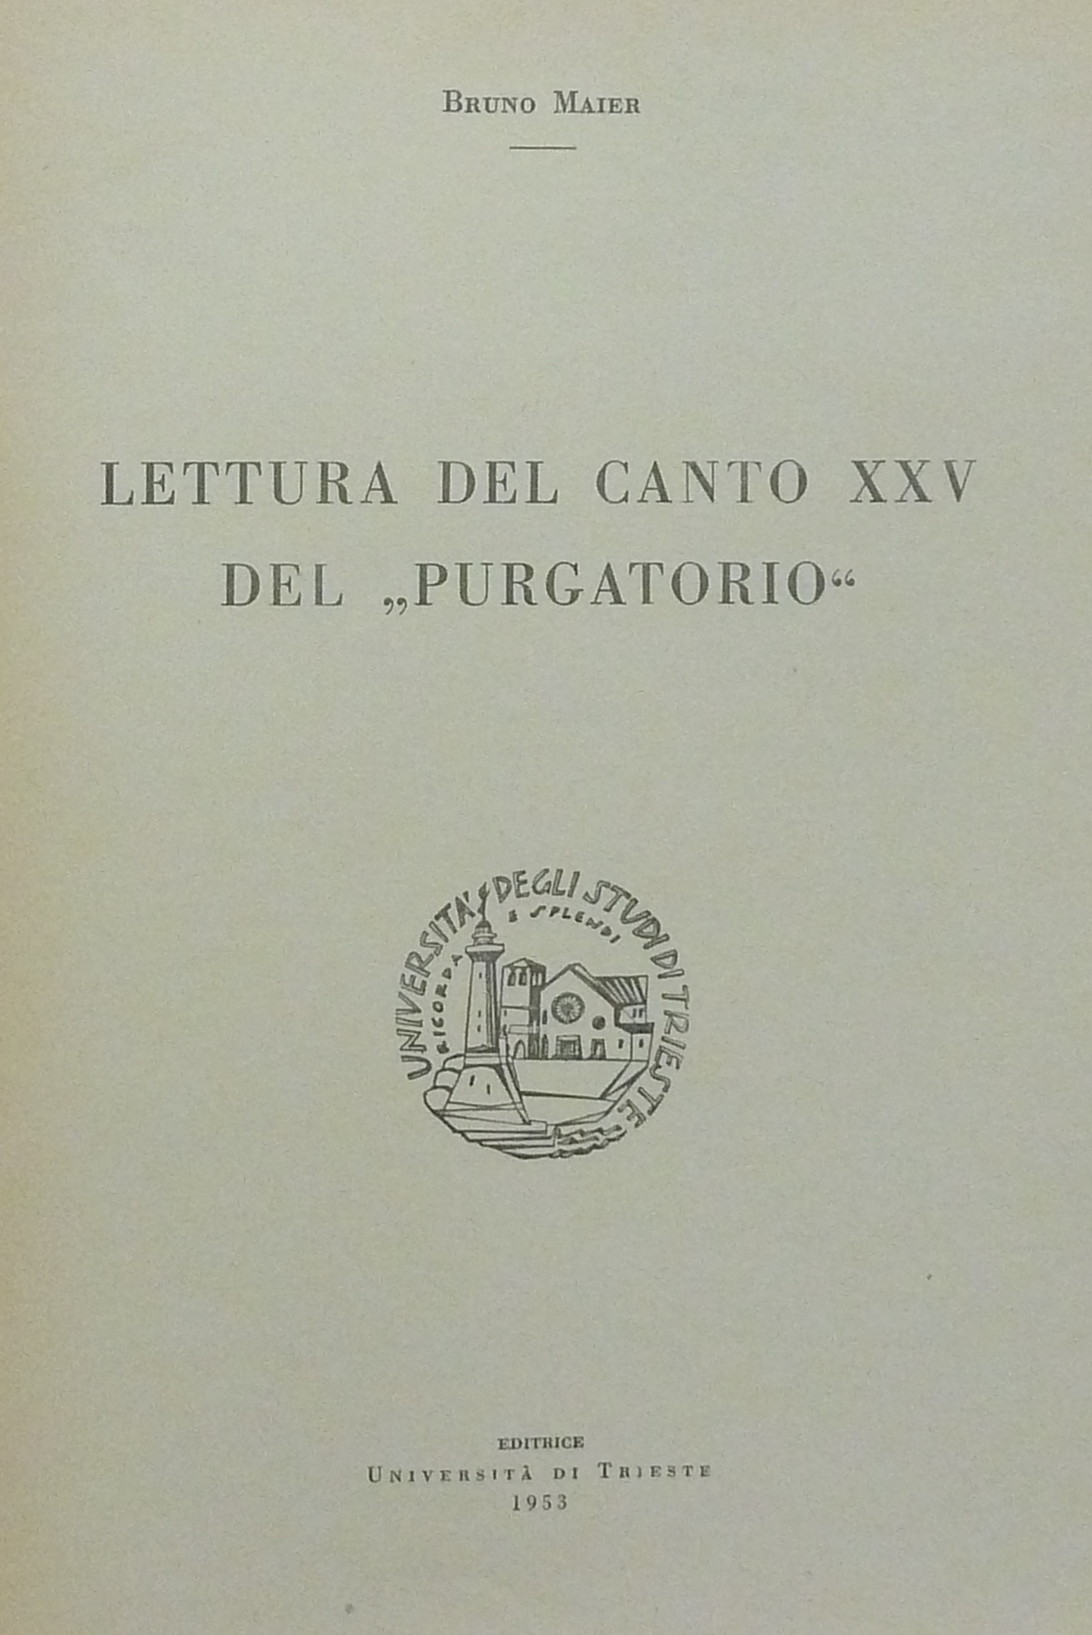 BRUNO MAIER
LETTURA DEL CANTO XXV
DEL „PURGATORIO“
UNIVERSITA' DEGLI STUDI DI TRIESTE
RICORDA E SPLENDI
EDITRICE
UNIVERSITÀ DI TRIESTE
1953